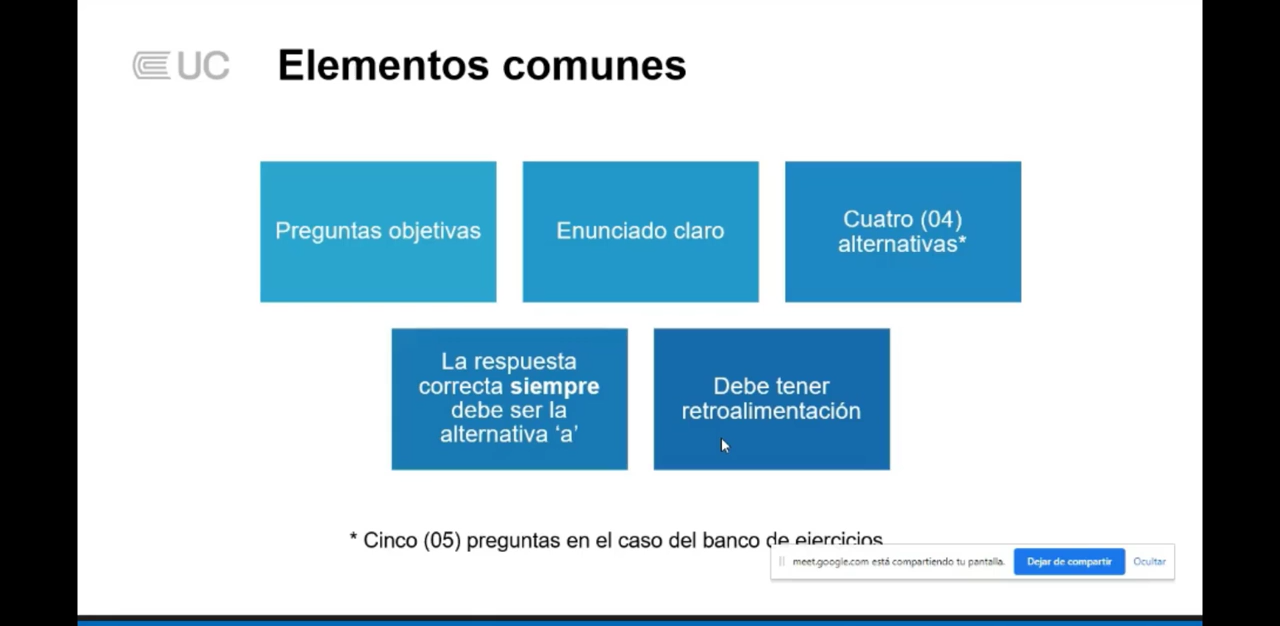 UC
Elementos comunes
Preguntas objetivas
Enunciado claro
Cuatro (04)
alternativas*
La respuesta
correcta siempre
debe ser la
alternativa ‘a’
Debe tener
retroalimentación
* Cinco (05) preguntas en el caso del banco de ejercicios
meet.google.com está compartiendo tu pantalla.
Dejar de compartir
Ocultar